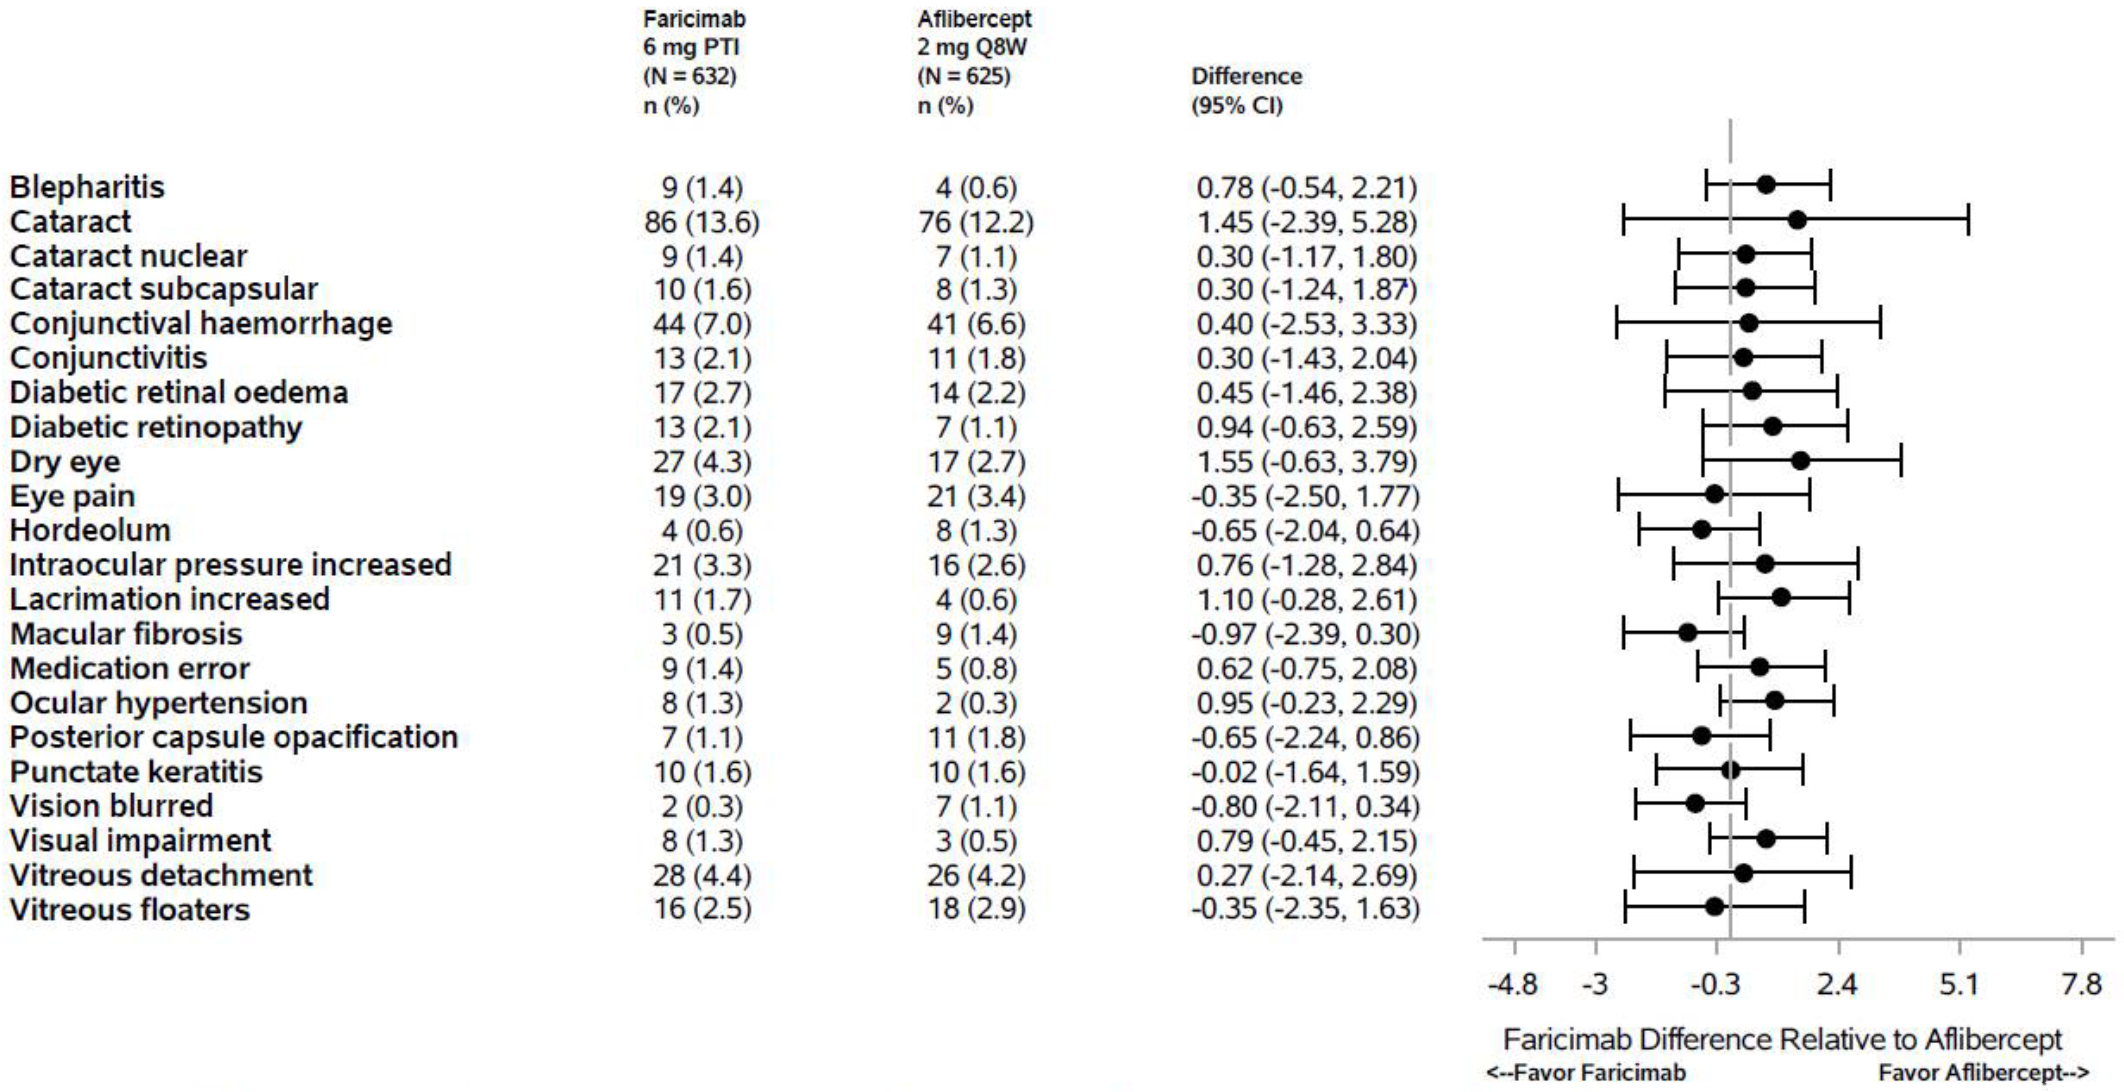 Faricimab Aflibercept
6 mg PTI 2 mg Q8W
(N = 632) (N = 625) Difference
n (%) n (%) (95% CI)
Blepharitis 9 (1.4) 4 (0.6) 0.78 (-0.54, 2.21)
Cataract 86 (13.6) 76 (12.2) 1.45 (-2.39, 5.28)
Cataract nuclear 9 (1.4) 7 (1.1) 0.30 (-1.17, 1.80)
Cataract subcapsular 10 (1.6) 8 (1.3) 0.30 (-1.24, 1.87)
Conjunctival haemorrhage 44 (7.0) 41 (6.6) 0.40 (-2.53, 3.33)
Conjunctivitis 13 (2.1) 11 (1.8) 0.30 (-1.43, 2.04)
Diabetic retinal oedema 17 (2.7) 14 (2.2) 0.45 (-1.46, 2.38)
Diabetic retinopathy 13 (2.1) 7 (1.1) 0.94 (-0.63, 2.59)
Dry eye 27 (4.3) 17 (2.7) 1.55 (-0.63, 3.79)
Eye pain 19 (3.0) 21 (3.4) -0.35 (-2.50, 1.77)
Hordeolum 4 (0.6) 8 (1.3) -0.65 (-2.04, 0.64)
Intraocular pressure increased 21 (3.3) 16 (2.6) 0.76 (-1.28, 2.84)
Lacrimation increased 11 (1.7) 4 (0.6) 1.10 (-0.28, 2.61)
Macular fibrosis 3 (0.5) 9 (1.4) -0.97 (-2.39, 0.30)
Medication error 9 (1.4) 5 (0.8) 0.62 (-0.75, 2.08)
Ocular hypertension 8 (1.3) 2 (0.3) 0.95 (-0.23, 2.29)
Posterior capsule opacification 7 (1.1) 11 (1.8) -0.65 (-2.24, 0.86)
Punctate keratitis 10 (1.6) 10 (1.6) -0.02 (-1.64, 1.59)
Vision blurred 2 (0.3) 7 (1.1) -0.80 (-2.11, 0.34)
Visual impairment 8 (1.3) 3 (0.5) 0.79 (-0.45, 2.15)
Vitreous detachment 28 (4.4) 26 (4.2) 0.27 (-2.14, 2.69)
Vitreous floaters 16 (2.5) 18 (2.9) -0.35 (-2.35, 1.63)
-4.8 -3 -0.3 2.4 5.1 7.8
Faricimab Difference Relative to Aflibercept
<--Favor Faricimab Favor Aflibercept-->